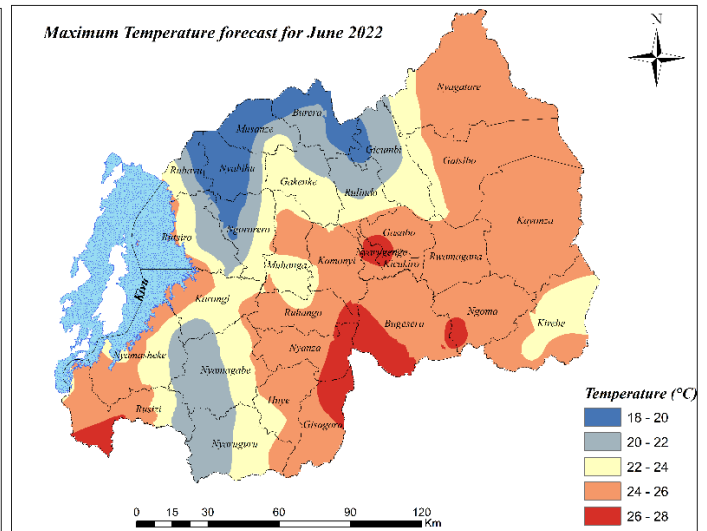 Maximum Temperature forecast for June 2022
N
Nyagatare
Burera
Musanze
Gicumbi
Rubavu
Nyabihu
Gatsibo
Gakenke
Rulindo
Kayonza
Ngororero
Rutsiro
Gasabo
Nyarugenge
Muhanga
Kamonyi
Kicukiro
Rwamagana
Kivu
Karongi
Ruhango
Bugesera
Ngoma
Kirehe
Nyamasheke
Nyanza
Nyamagabe
Rusizi
Huye
Gisagara
Nyaruguru
Temperature (°C)
18 - 20
20 - 22
22 - 24
24 - 26
26 - 28
0 15 30 60 90 120
Km